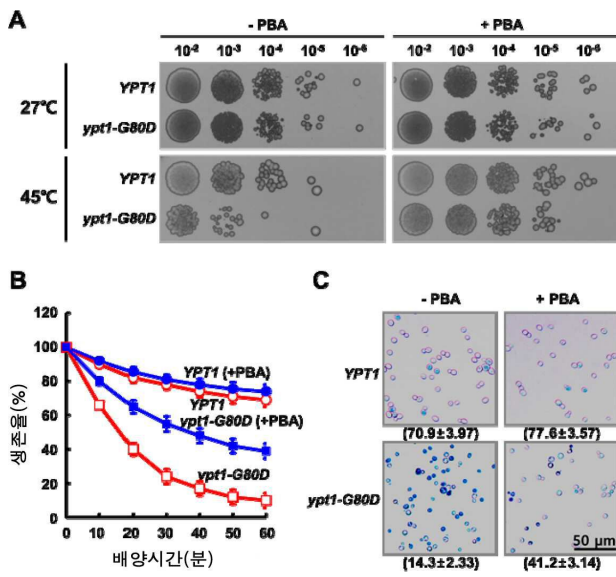 A
- PBA
+ PBA
10-2 10-3 10-4 10-5 10-6
10-2 10-3 10-4 10-5 10-6
27℃
YPT1
ypt1-G80D
45℃
YPT1
ypt1-G80D
B
생존율(%)
120
100
80
60
40
20
0
YPT1 (+PBA)
YPT1
ypt1-G80D (+PBA)
ypt1-G80D
0 10 20 30 40 50 60
배양시간(분)
C
- PBA
+ PBA
YPT1
(70.9±3.97)
(77.6±3.57)
ypt1-G80D
50 µm
(14.3±2.33)
(41.2±3.14)